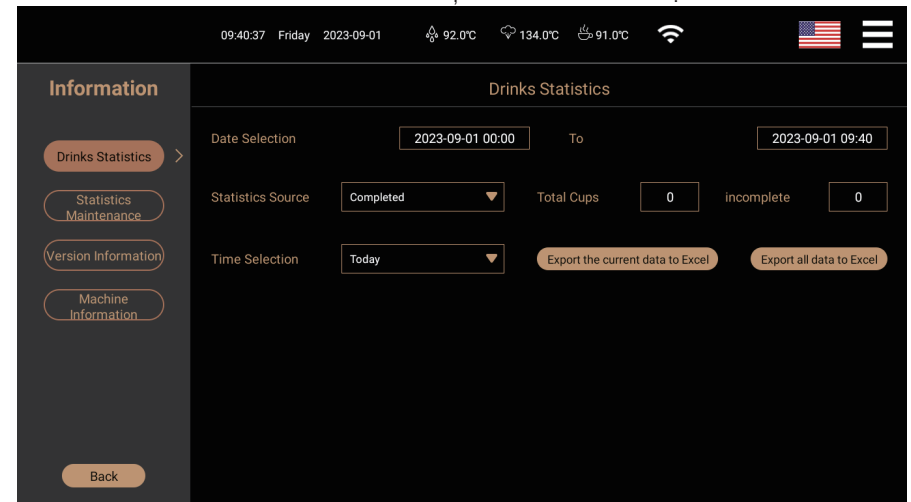 09:40:37 Friday 2023-09-01 92.0℃ 134.0℃ 91.0℃
Information
Drinks Statistics
Drinks Statistics >
Statistics
Maintenance
Version Information
Machine
Information
Back
Date Selection 2023-09-01 00:00 To 2023-09-01 09:40
Statistics Source Completed Total Cups 0 incomplete 0
Time Selection Today Export the current data to Excel Export all data to Excel